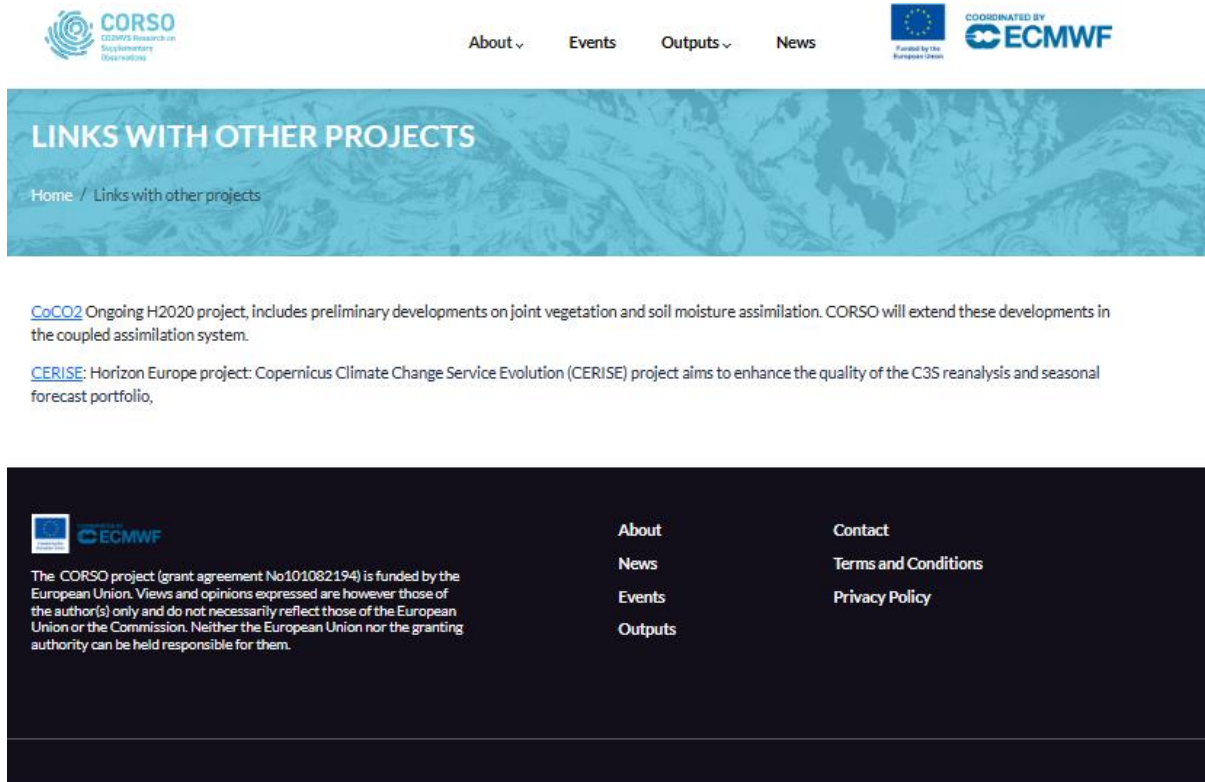 CORSO
CO2MVS Research on
Supplementary
Observations
About
Events
Outputs
News
Funded by the
European Union
COORDINATED BY
ECMWF
LINKS WITH OTHER PROJECTS
Home / Links with other projects
CoCO2 Ongoing H2020 project, includes preliminary developments on joint vegetation and soil moisture assimilation. CORSO will extend these developments in
the coupled assimilation system.
CERISE: Horizon Europe project: Copernicus Climate Change Service Evolution (CERISE) project aims to enhance the quality of the C3S reanalysis and seasonal
forecast portfolio,
ECMWF
The CORSO project (grant agreement No101082194) is funded by the
European Union. Views and opinions expressed are however those of
the author(s) only and do not necessarily reflect those of the European
Union or the Commission. Neither the European Union nor the granting
authority can be held responsible for them.
About
News
Events
Outputs
Contact
Terms and Conditions
Privacy Policy